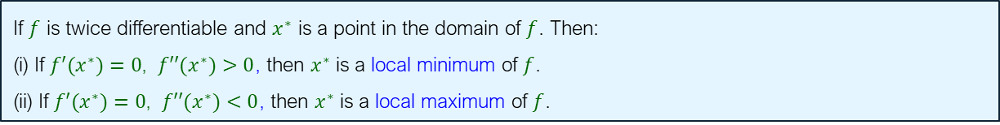 If f is twice differentiable and x* is a point in the domain of f. Then:
(i) If f′(x*) = 0, f″(x*) > 0, then x* is a local minimum of f.
(ii) If f′(x*) = 0, f″(x*) < 0, then x* is a local maximum of f.